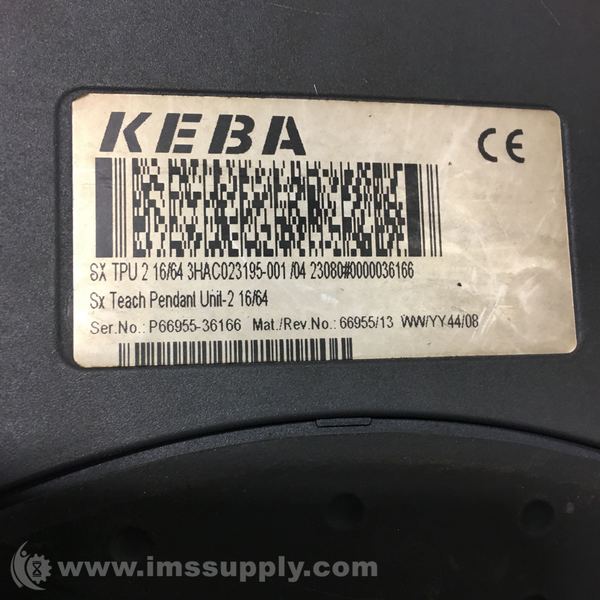 KEBA
CE
SX TPU 2 16/64 3HAC023195-001 /04 23080#0000036166
Sx Teach Pendant Unit-2 16/64
Ser.No.: P66955-36166 Mat./Rev.No.: 66955/13 WW/YY44/08
www.imssupply.com